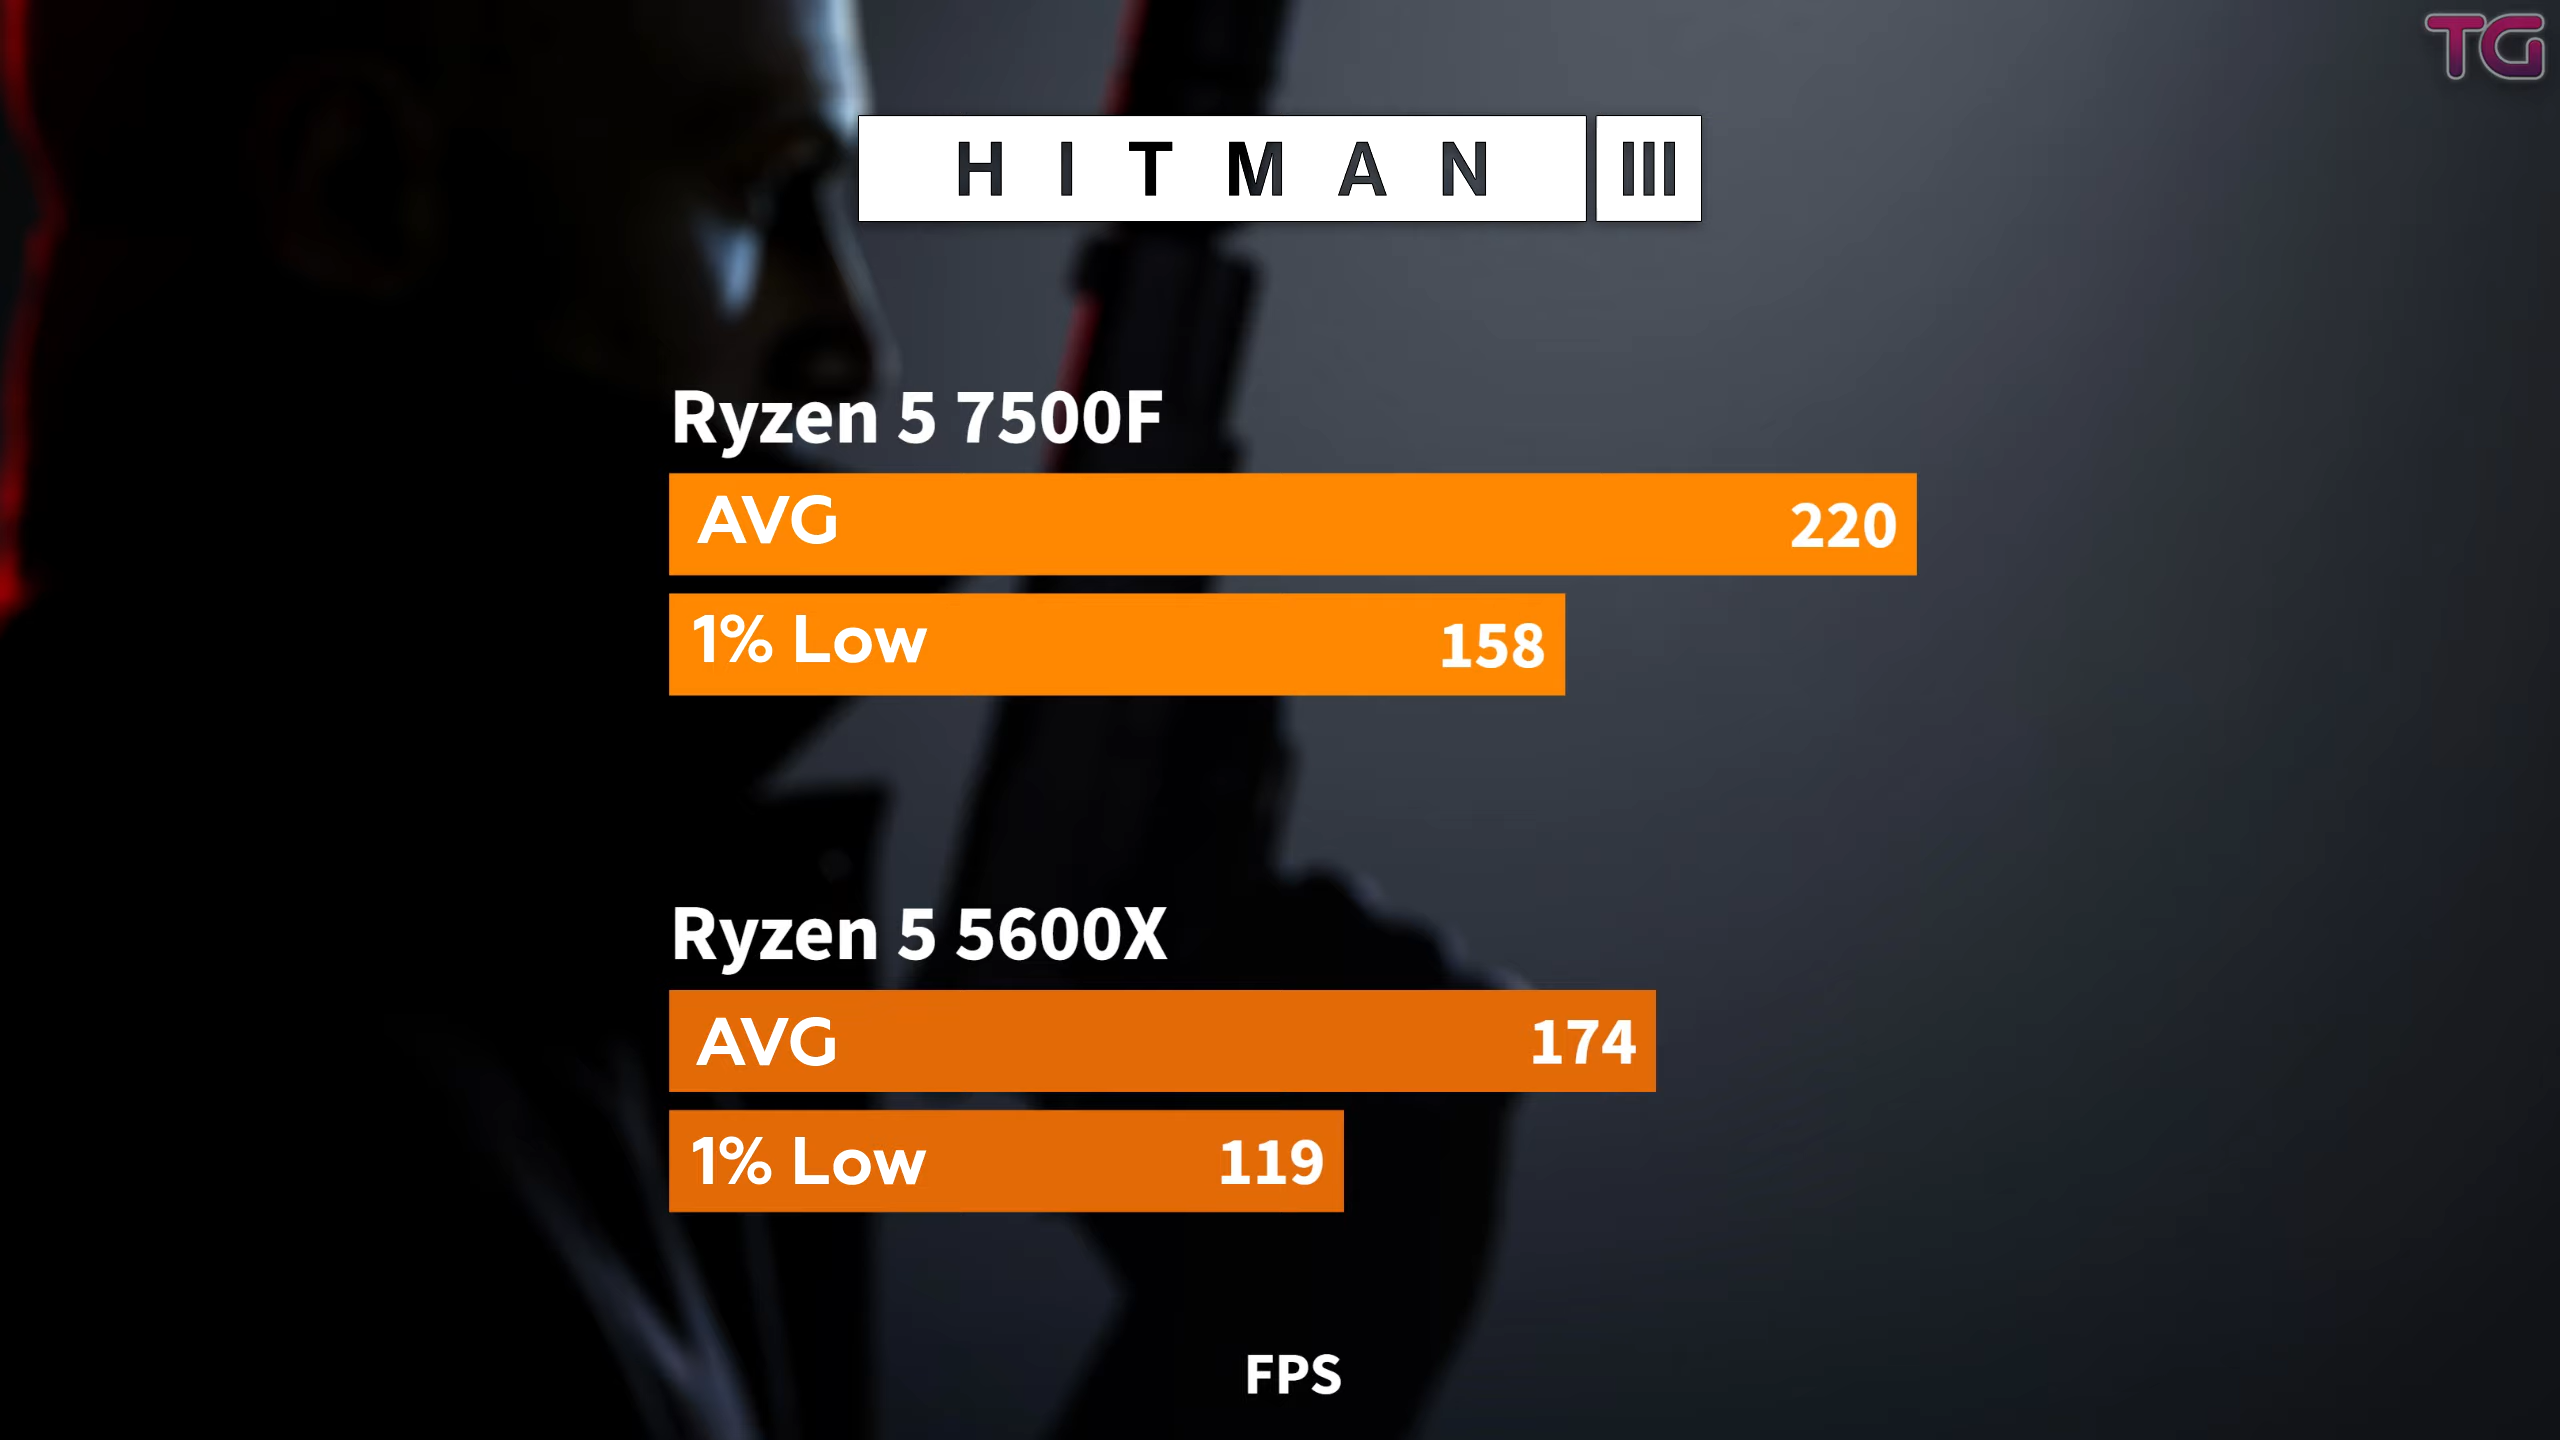 TG
HITMAN III
Ryzen 5 7500F
AVG 220
1% Low 158
Ryzen 5 5600X
AVG 174
1% Low 119
FPS